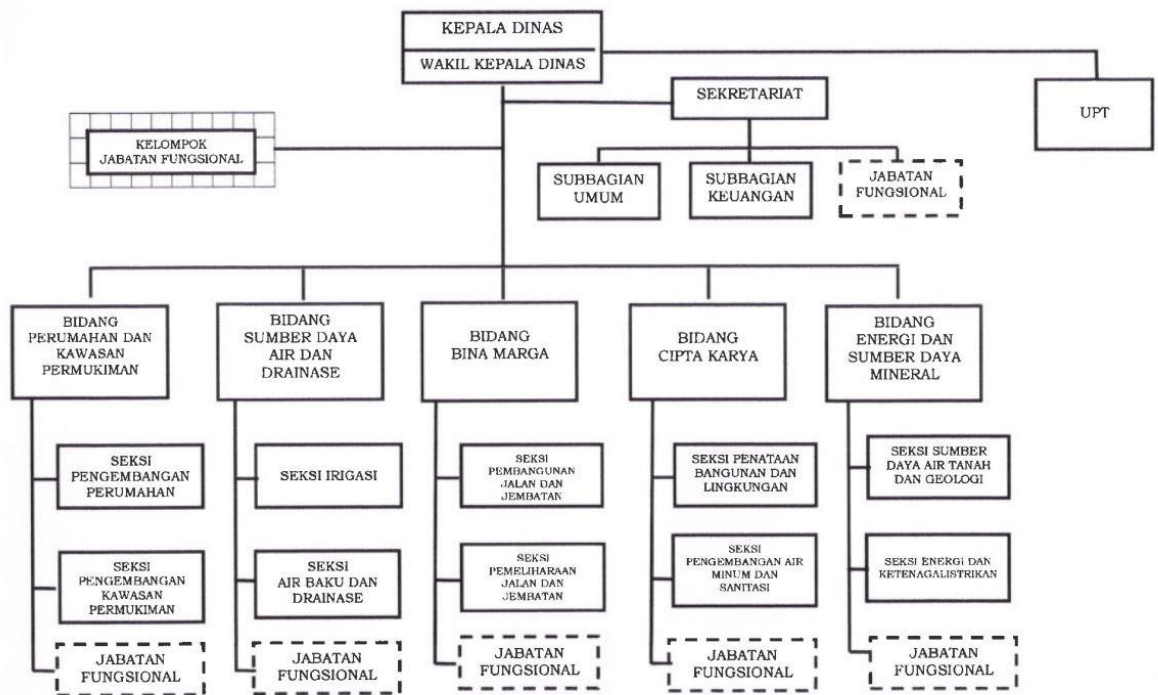 KEPALA DINAS
WAKIL KEPALA DINAS
SEKRETARIAT
UPT
KELOMPOK
JABATAN FUNGSIONAL
SUBBAGIAN
UMUM
SUBBAGIAN
KEUANGAN
JABATAN
FUNGSIONAL
BIDANG
PERUMAHAN DAN
KAWASAN
PERMUKIMAN
BIDANG
SUMBER DAYA
AIR DAN
DRAINASE
BIDANG
BINA MARGA
BIDANG
CIPTA KARYA
BIDANG
ENERGI DAN
SUMBER DAYA
MINERAL
SEKSI
PENGEMBANGAN
PERUMAHAN
SEKSI IRIGASI
SEKSI
PEMBANGUNAN
JALAN DAN
JEMBATAN
SEKSI PENATAAN
BANGUNAN DAN
LINGKUNGAN
SEKSI SUMBER
DAYA AIR TANAH
DAN GEOLOGI
SEKSI
PENGEMBANGAN
KAWASAN
PERMUKIMAN
SEKSI
AIR BAKU DAN
DRAINASE
SEKSI
PEMELIHARAAN
JALAN DAN
JEMBATAN
SEKSI
PENGEMBANGAN AIR
MINUM DAN
SANITASI
SEKSI ENERGI DAN
KETENAGALISTRIKAN
JABATAN
FUNGSIONAL
JABATAN
FUNGSIONAL
JABATAN
FUNGSIONAL
JABATAN
FUNGSIONAL
JABATAN
FUNGSIONAL